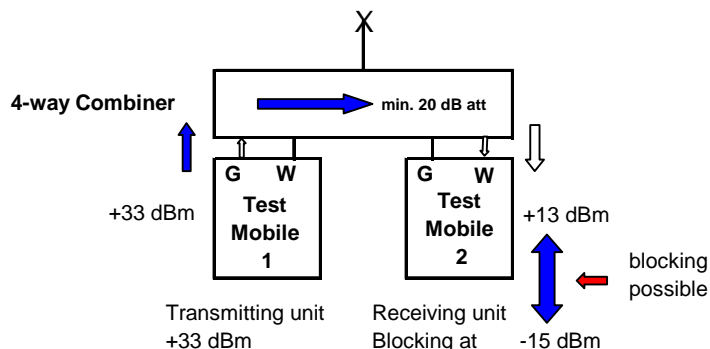 X
4-way Combiner
min. 20 dB att
G W
G W
+33 dBm
Test
Mobile
1
Test
Mobile
2
+13 dBm
blocking
possible
Transmitting unit
+33 dBm
Receiving unit
Blocking at -15 dBm